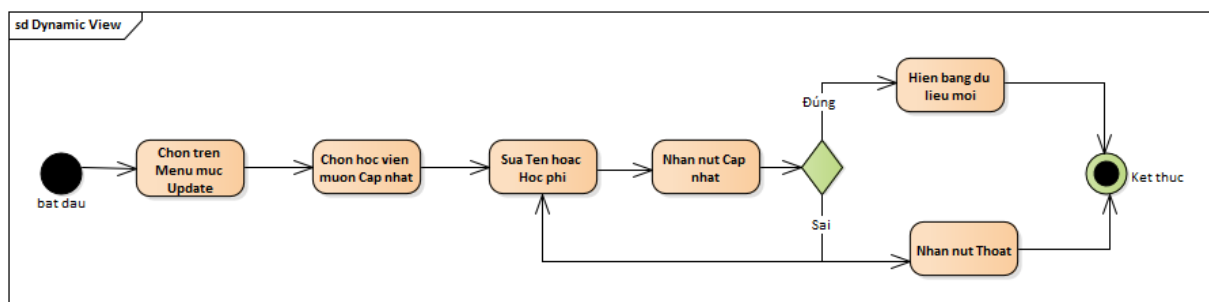 sd Dynamic View
bat dau
Chon tren
Menu muc
Update
Chon hoc vien
muon Cap nhat
Sua Ten hoac
Hoc phi
Nhan nut Cap
nhat
Đúng
Sai
Hien bang du
lieu moi
Nhan nut Thoat
Ket thuc